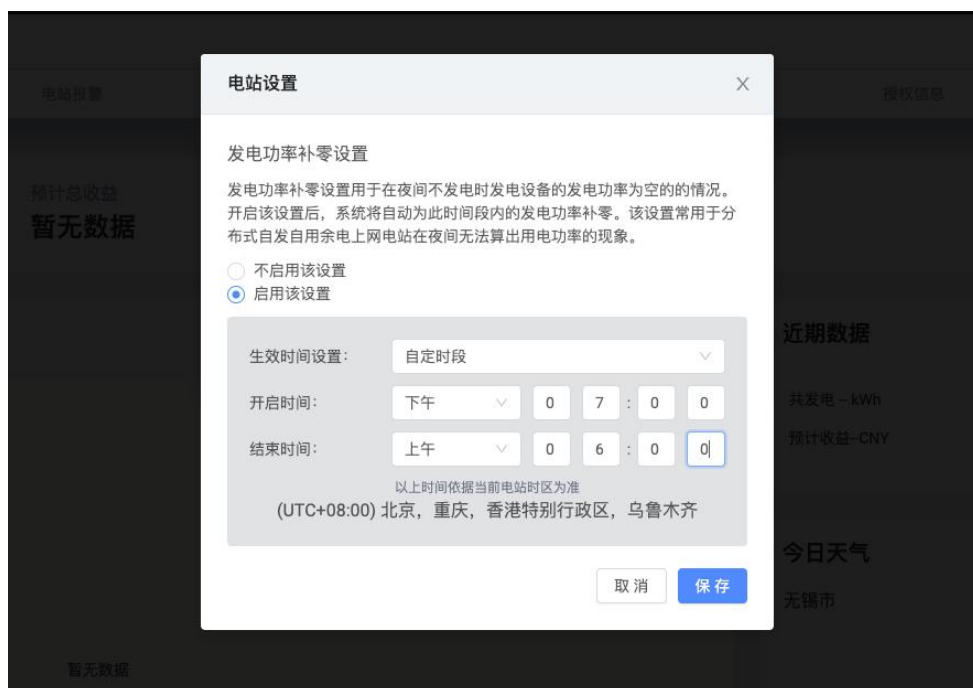 电站设置
电站报警
授权信息
发电功率补零设置
发电功率补零设置用于在夜间不发电时发电设备的发电功率为空的的情况。
开启该设置后，系统将自动为此时间段内的发电功率补零。该设置常用于分
布式自发自用余电上网电站在夜间无法算出用电功率的现象。
预计总收益
暂无数据
不启用该设置
启用该设置
生效时间设置： 自定时段
开启时间： 下午 0 7 : 0 0
结束时间： 上午 0 6 : 0 0
以上时间依据当前电站时区为准
(UTC+08:00) 北京，重庆，香港特别行政区，乌鲁木齐
取消 保存
近期数据
共发电 -- kWh
预计收益--CNY
今日天气
无锡市
暂无数据